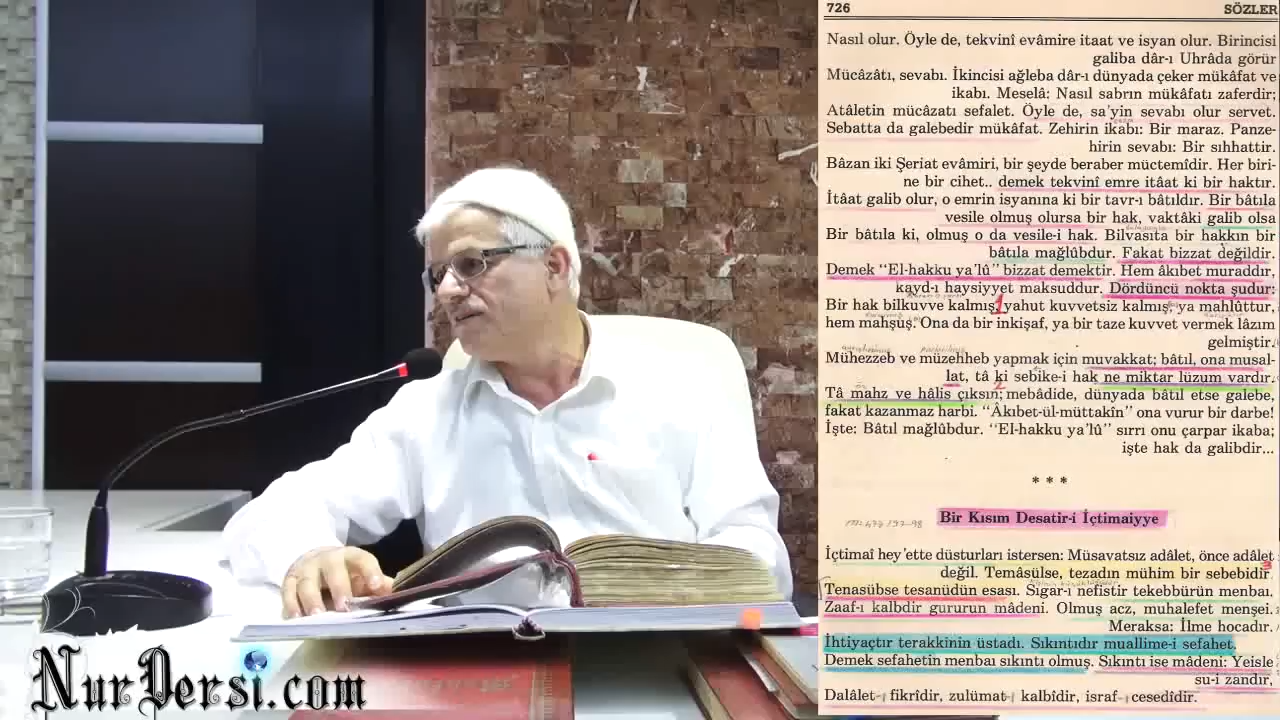 726 SÖZLER
Nasıl olur. Öyle de, tekvinî evâmire itaat ve isyan olur. Birincisi
galiba dâr-ı Uhrâda görür
Mücâzâtı, sevabı. İkincisi ağleba dâr-ı dünyada çeker mükâfat ve
ikabı. Meselâ: Nasıl sabrın mükâfatı zaferdir;
Atâletin mücâzatı sefalet. Öyle de, sa'yin sevabı olur servet.
Sebatta da galebedir mükâfat. Zehirin ikabı: Bir maraz. Panze-
hirin sevabı: Bir sıhhattir.
Bâzan iki Şeriat evâmiri, bir şeyde beraber müctemîdir. Her biri-
ne bir cihet.. demek tekvinî emre itâat ki bir haktır.
İtâat galib olur, o emrin isyanına ki bir tavr-ı bâtıldır. Bir bâtıla
vesile olmuş olursa bir hak, vaktâki galib olsa
Bir bâtıla ki, olmuş o da vesile-i hak. Bilvasıta bir hakkın bir
bâtıla mağlûbdur. Fakat bizzat değildir.
Demek "El-hakku ya'lû" bizzat demektir. Hem âkıbet muraddır,
kayd-ı haysiyyet maksuddur. Dördüncü nokta şudur:
Bir hak bilkuvve kalmış, yahut kuvvetsiz kalmış, ya mahlûttur,
hem mahşuş. Ona da bir inkişaf, ya bir taze kuvvet vermek lâzım
gelmiştir.
Mühezzeb ve müzehheb yapmak için muvakkat; bâtıl, ona musal-
lat, tâ ki sebike-i hak ne miktar lüzum vardır.
Tâ mahz ve hâlis çıksın; mebâdide, dünyada bâtıl etse galebe,
fakat kazanmaz harbi. "Âkıbet-ül-müttakîn" ona vurur bir darbe!
İşte: Bâtıl mağlûbdur. "El-hakku ya'lû" sırrı onu çarpar ikaba;
işte hak da galibdir...
* * *
Bir Kısım Desatir-i İçtimaiyye
İçtimaî hey'ette düsturları istersen: Müsavatsız adâlet, önce adâlet
değil. Temâsülse, tezadın mühim bir sebebidir
Tenasübse tesanüdün esası. Sıgar-ı nefistir tekebbürün menbaı.
Zaaf-ı kalbdir gururun mâdeni. Olmuş acz, muhalefet menşei.
Meraksa: İlme hocadır.
İhtiyaçtır terakkinin üstadı. Sıkıntıdır muallime-i sefahet.
Demek sefahetin menbaı sıkıntı olmuş. Sıkıntı ise mâdeni: Yeisle
su-i zandır,
Dalâlet fikrîdir, zulümat kalbîdir, israf cesedîdir.
NurDersi.com